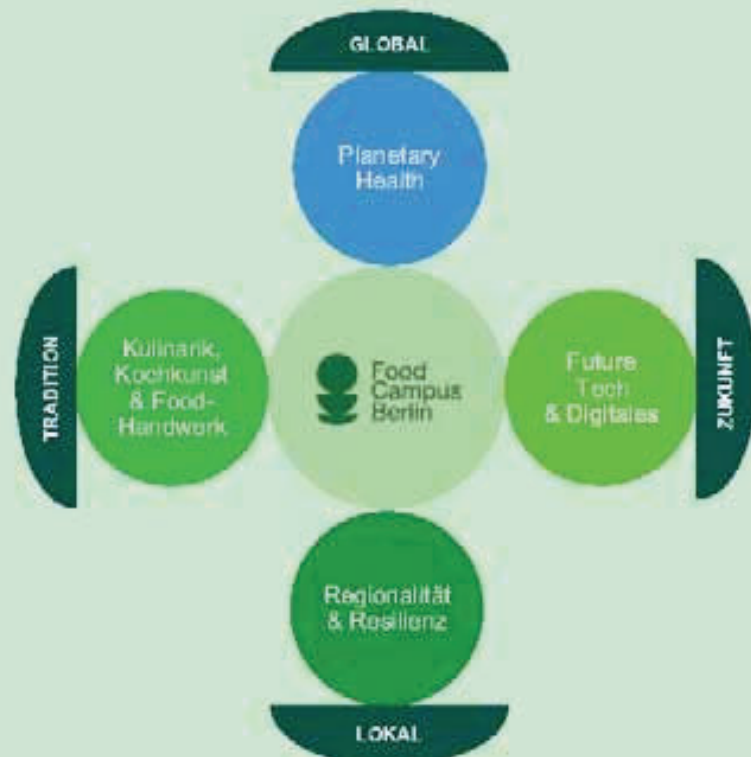 GLOBAL
Planetary
Health
TRADITION
Kulinarik,
Kochkunst
& Food-
Handwerk
Food
Campus
Berlin
Future
Tech
& Digitales
ZUKUNFT
Regionalität
& Resilienz
LOKAL